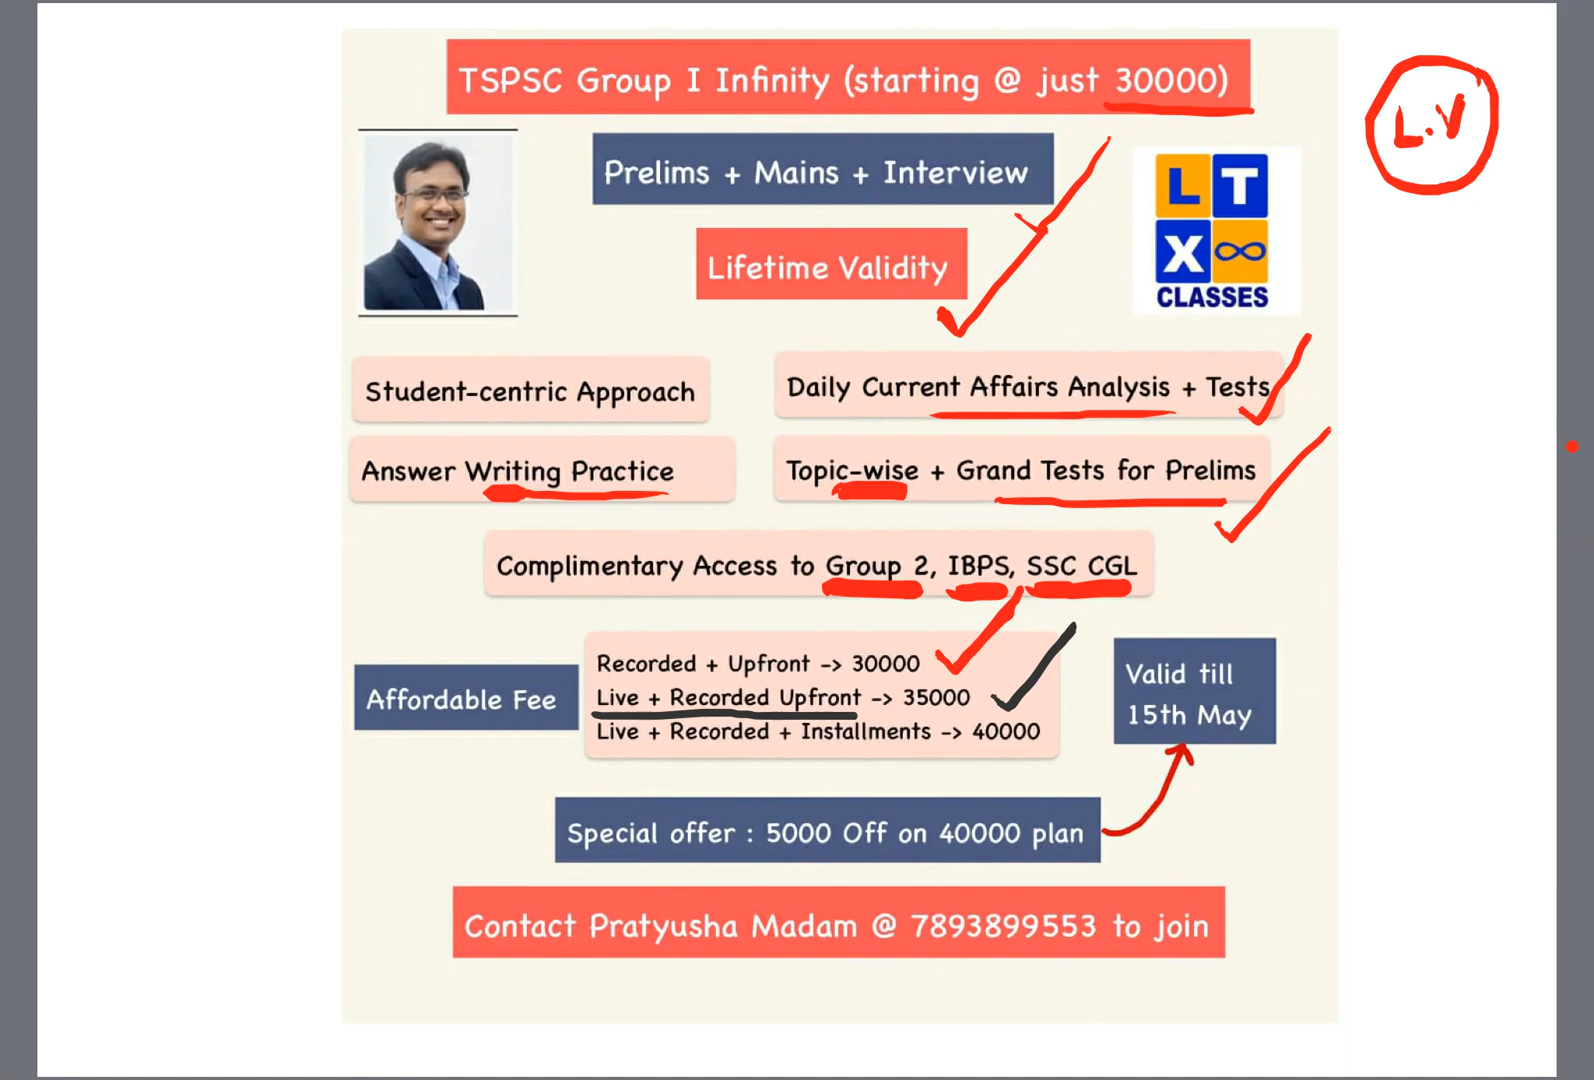 TSPSC Group I Infinity (starting @ just 30000)
L.V
Prelims + Mains + Interview
Lifetime Validity
L T
X ∞
CLASSES
Student-centric Approach
Daily Current Affairs Analysis + Tests
Answer Writing Practice
Topic-wise + Grand Tests for Prelims
Complimentary Access to Group 2, IBPS, SSC CGL
Affordable Fee
Recorded + Upfront -> 30000
Live + Recorded Upfront -> 35000
Live + Recorded + Installments -> 40000
Valid till
15th May
Special offer : 5000 Off on 40000 plan
Contact Pratyusha Madam @ 7893899553 to join